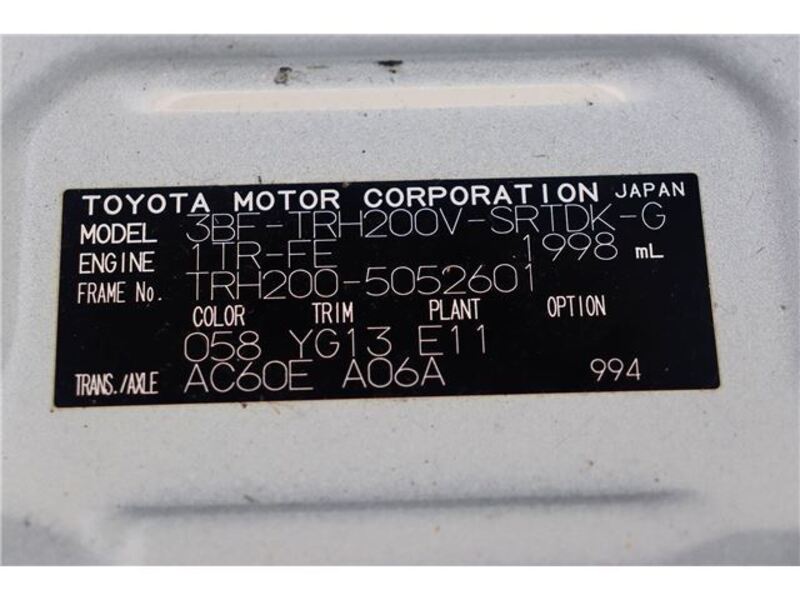 TOYOTA MOTOR CORPORATION JAPAN
MODEL 3BF-TRH200V-SRTDK-G
ENGINE 1TR-FE 1998 mL
FRAME No. TRH200-5052601
COLOR TRIM PLANT OPTION
058 YG13 E11
TRANS./AXLE AC60E A06A 994